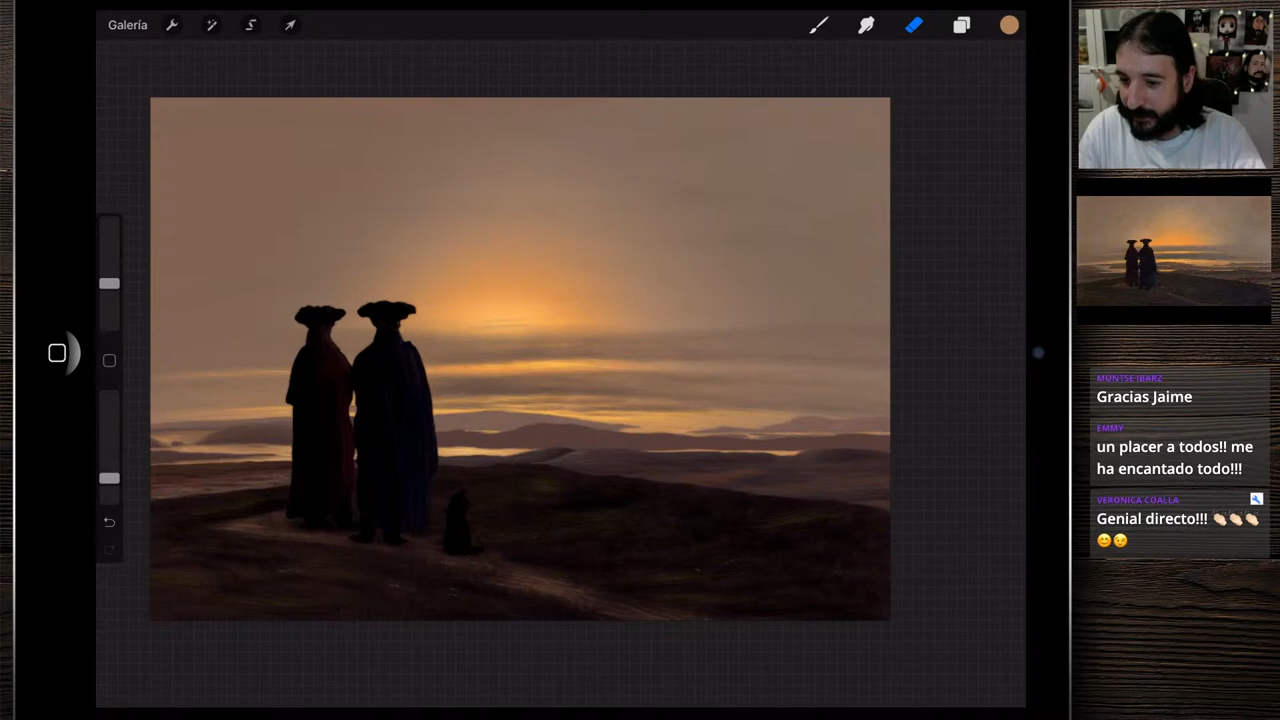 Galería
MONTSE IBARZ
Gracias Jaime
EMMY
un placer a todos!! me
ha encantado todo!!!
VERONICA COALLA
Genial directo!!! 👏🏻👏🏻👏🏻
😊😉